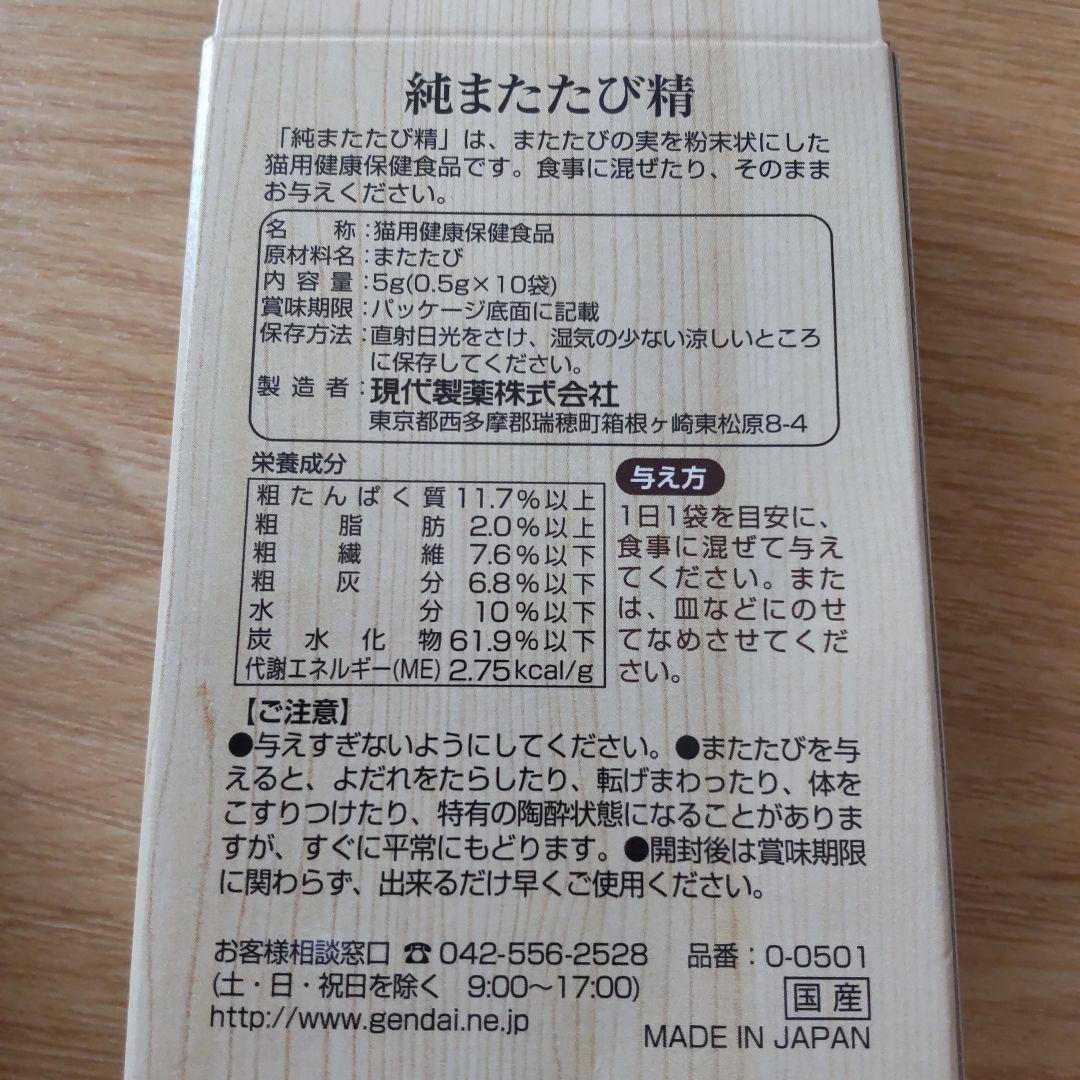 純またたび精
「純またたび精」は、またたびの実を粉末状にした
猫用健康保健食品です。食事に混ぜたり、そのまま
お与えください。
名称:猫用健康保健食品
原材料名:またたび
内容量:5g(0.5g×10袋)
賞味期限:パッケージ底面に記載
保存方法:直射日光をさけ、湿気の少ない涼しいところ
に保存してください。
製造者:現代製薬株式会社
東京都西多摩郡瑞穂町箱根ヶ崎東松原8-4
栄養成分
粗たんぱく質 11.7%以上
粗脂肪 2.0%以上
粗繊維 7.6%以下
粗灰分 6.8%以下
水分 10%以下
炭水化物 61.9%以下
代謝エネルギー(ME) 2.75kcal/g
与え方
1日1袋を目安に、
食事に混ぜて与え
てください。また
は、皿などにのせ
てなめさせてくだ
さい。
【ご注意】
●与えすぎないようにしてください。●またたびを与
えると、よだれをたらしたり、転げまわったり、体を
こすりつけたり、特有の陶酔状態になることがありま
すが、すぐに平常にもどります。●開封後は賞味期限
に関わらず、出来るだけ早くご使用ください。
お客様相談窓口 ☎042-556-2528 品番:0-0501
(土・日・祝日を除く 9:00〜17:00)
国産
http://www.gendai.ne.jp
MADE IN JAPAN